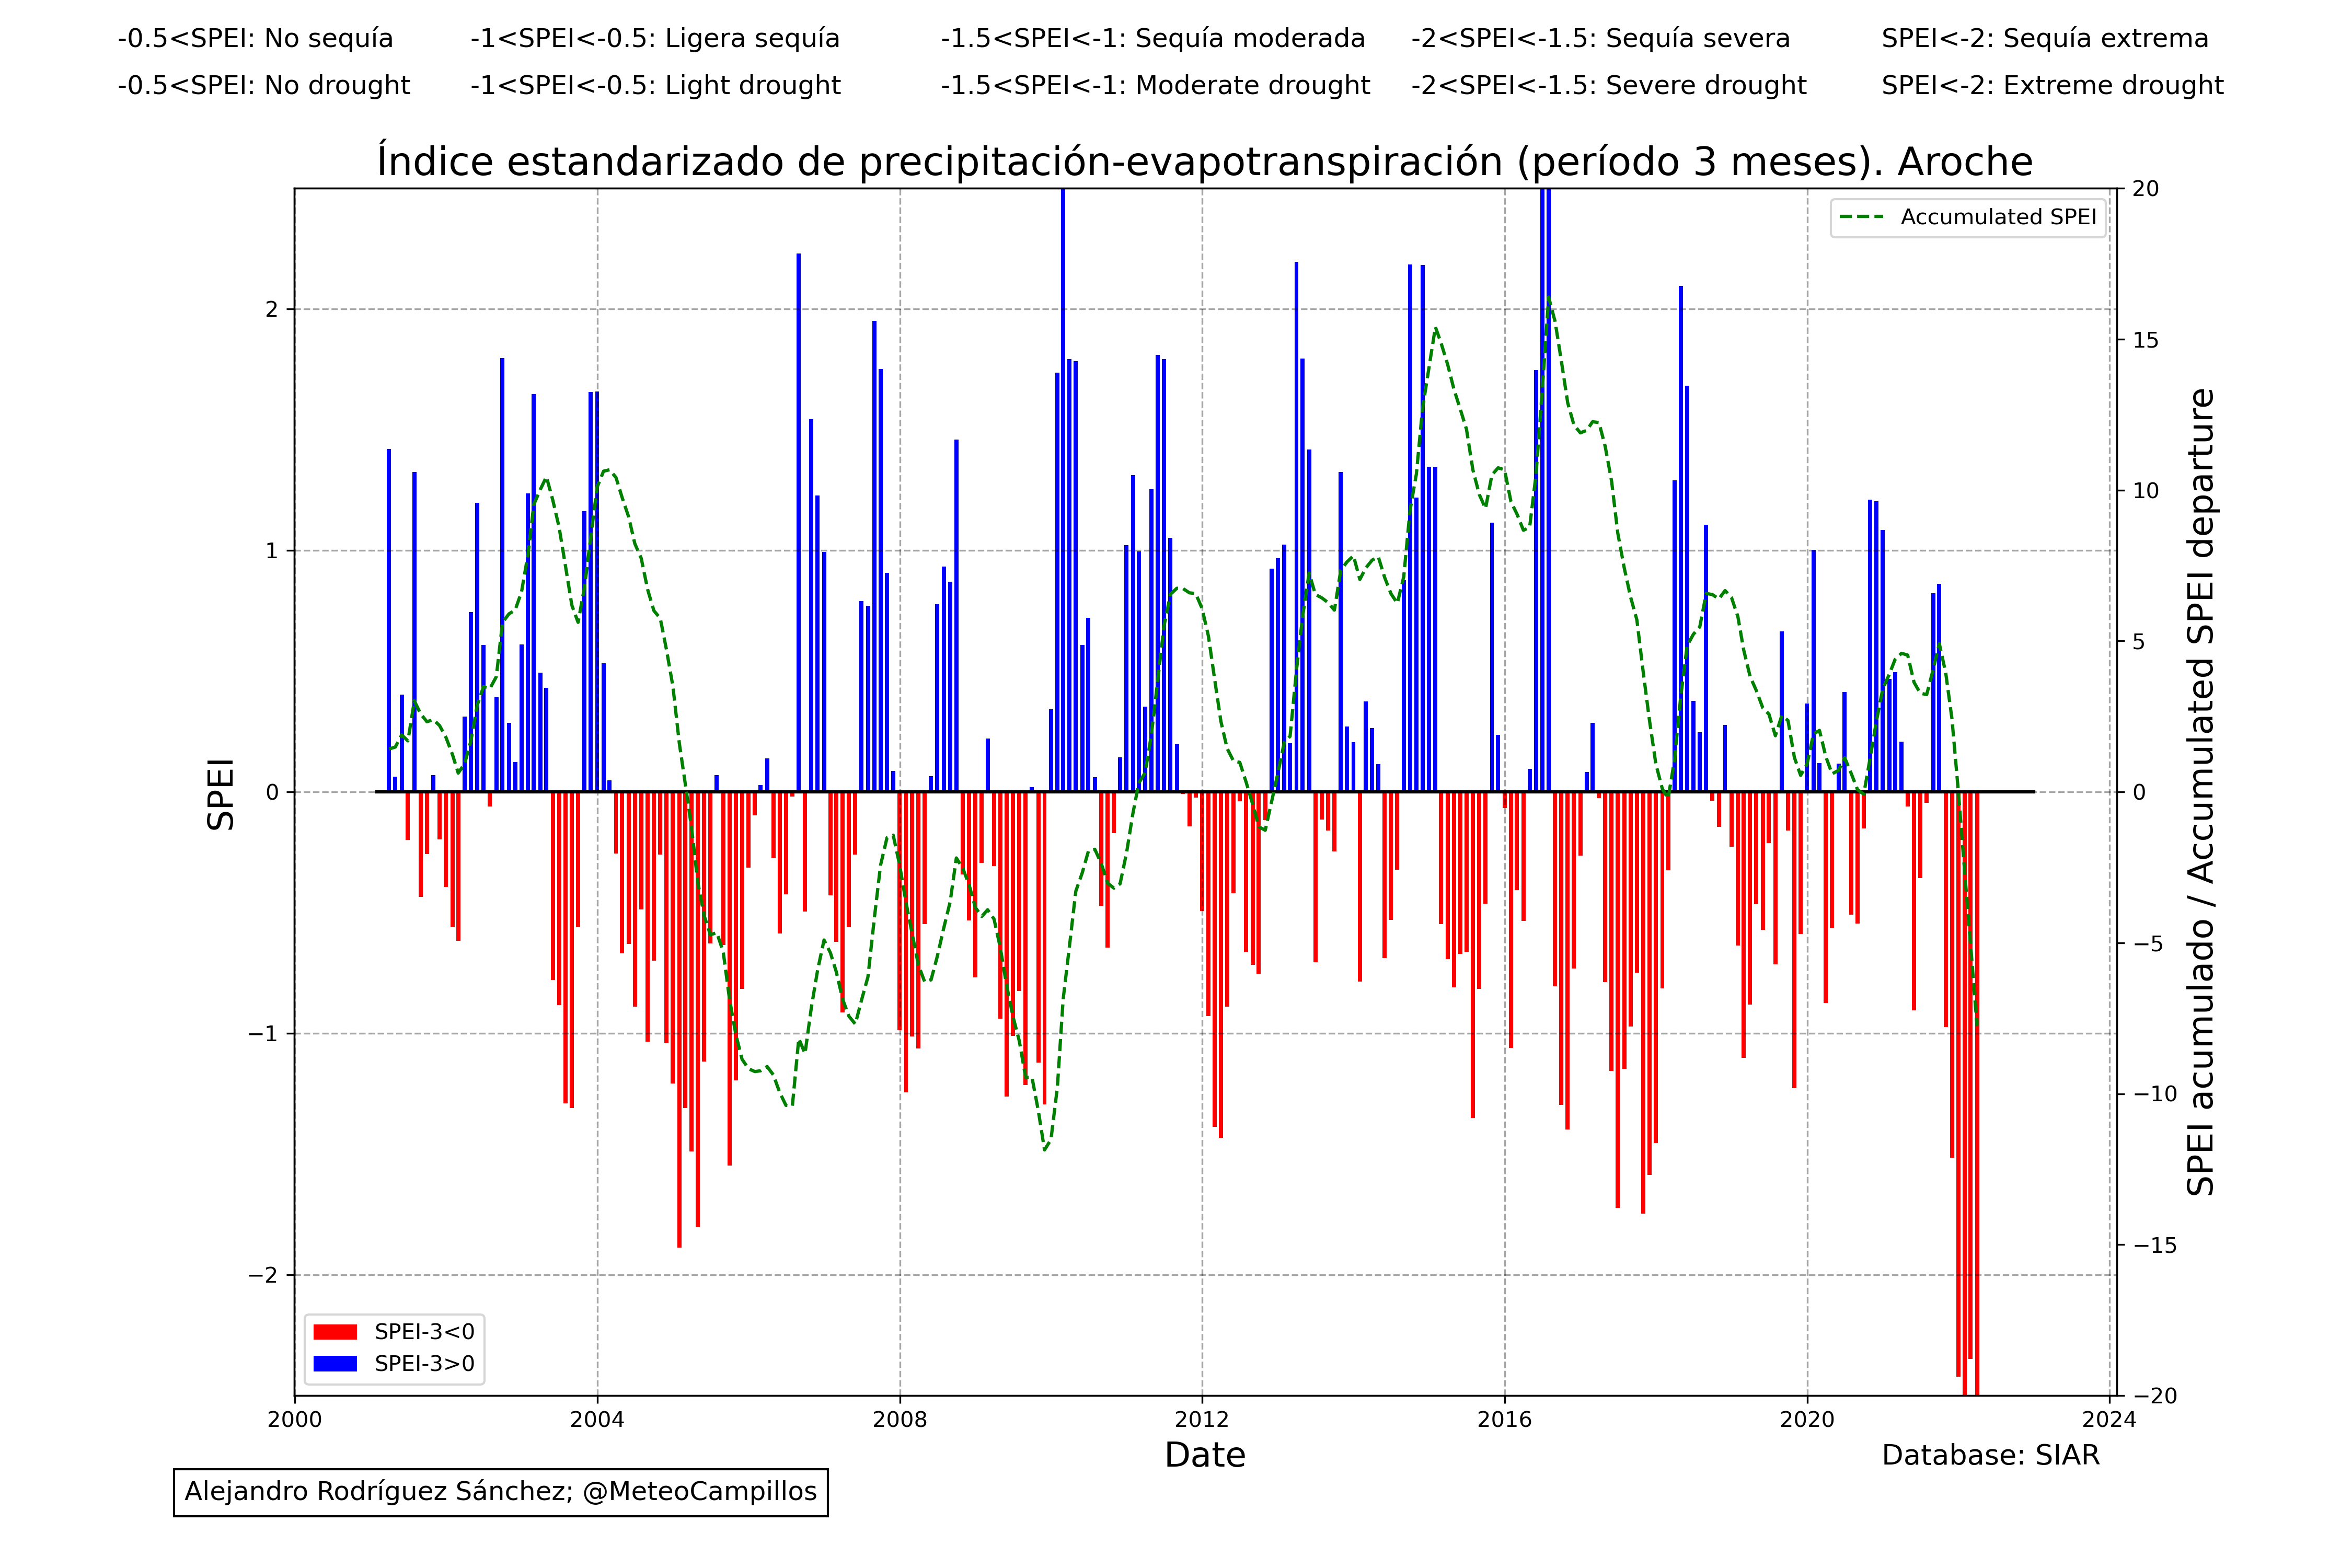 -0.5<SPEI: No sequía -1<SPEI<-0.5: Ligera sequía -1.5<SPEI<-1: Sequía moderada -2<SPEI<-1.5: Sequía severa SPEI<-2: Sequía extrema
-0.5<SPEI: No drought -1<SPEI<-0.5: Light drought -1.5<SPEI<-1: Moderate drought -2<SPEI<-1.5: Severe drought SPEI<-2: Extreme drought
Índice estandarizado de precipitación-evapotranspiración (período 3 meses). Aroche
Accumulated SPEI
SPEI
2
1
0
−1
−2
20
15
10
5
0
−5
−10
−15
−20
SPEI acumulado / Accumulated SPEI departure
SPEI-3<0
SPEI-3>0
2000 2004 2008 2012 2016 2020 2024
Date
Database: SIAR
Alejandro Rodríguez Sánchez; @MeteoCampillos